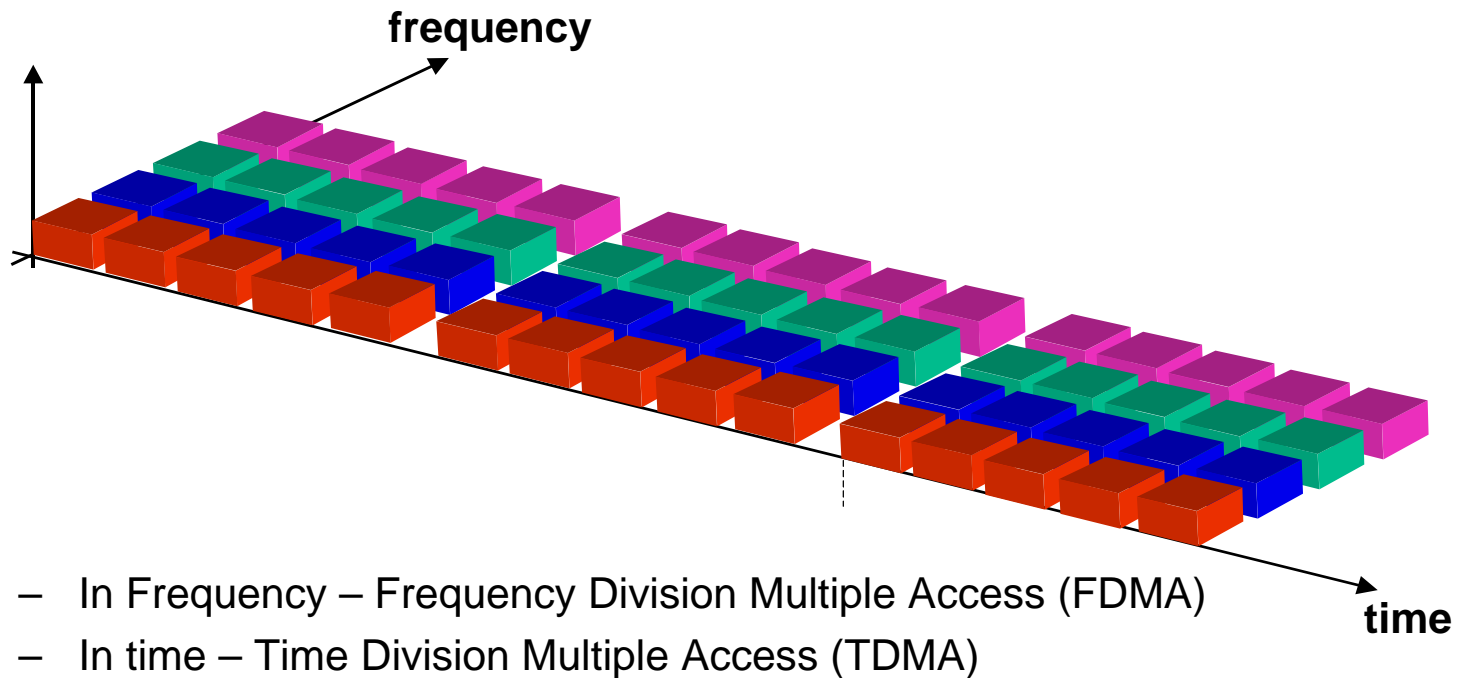 frequency
time
– In Frequency – Frequency Division Multiple Access (FDMA)
– In time – Time Division Multiple Access (TDMA)